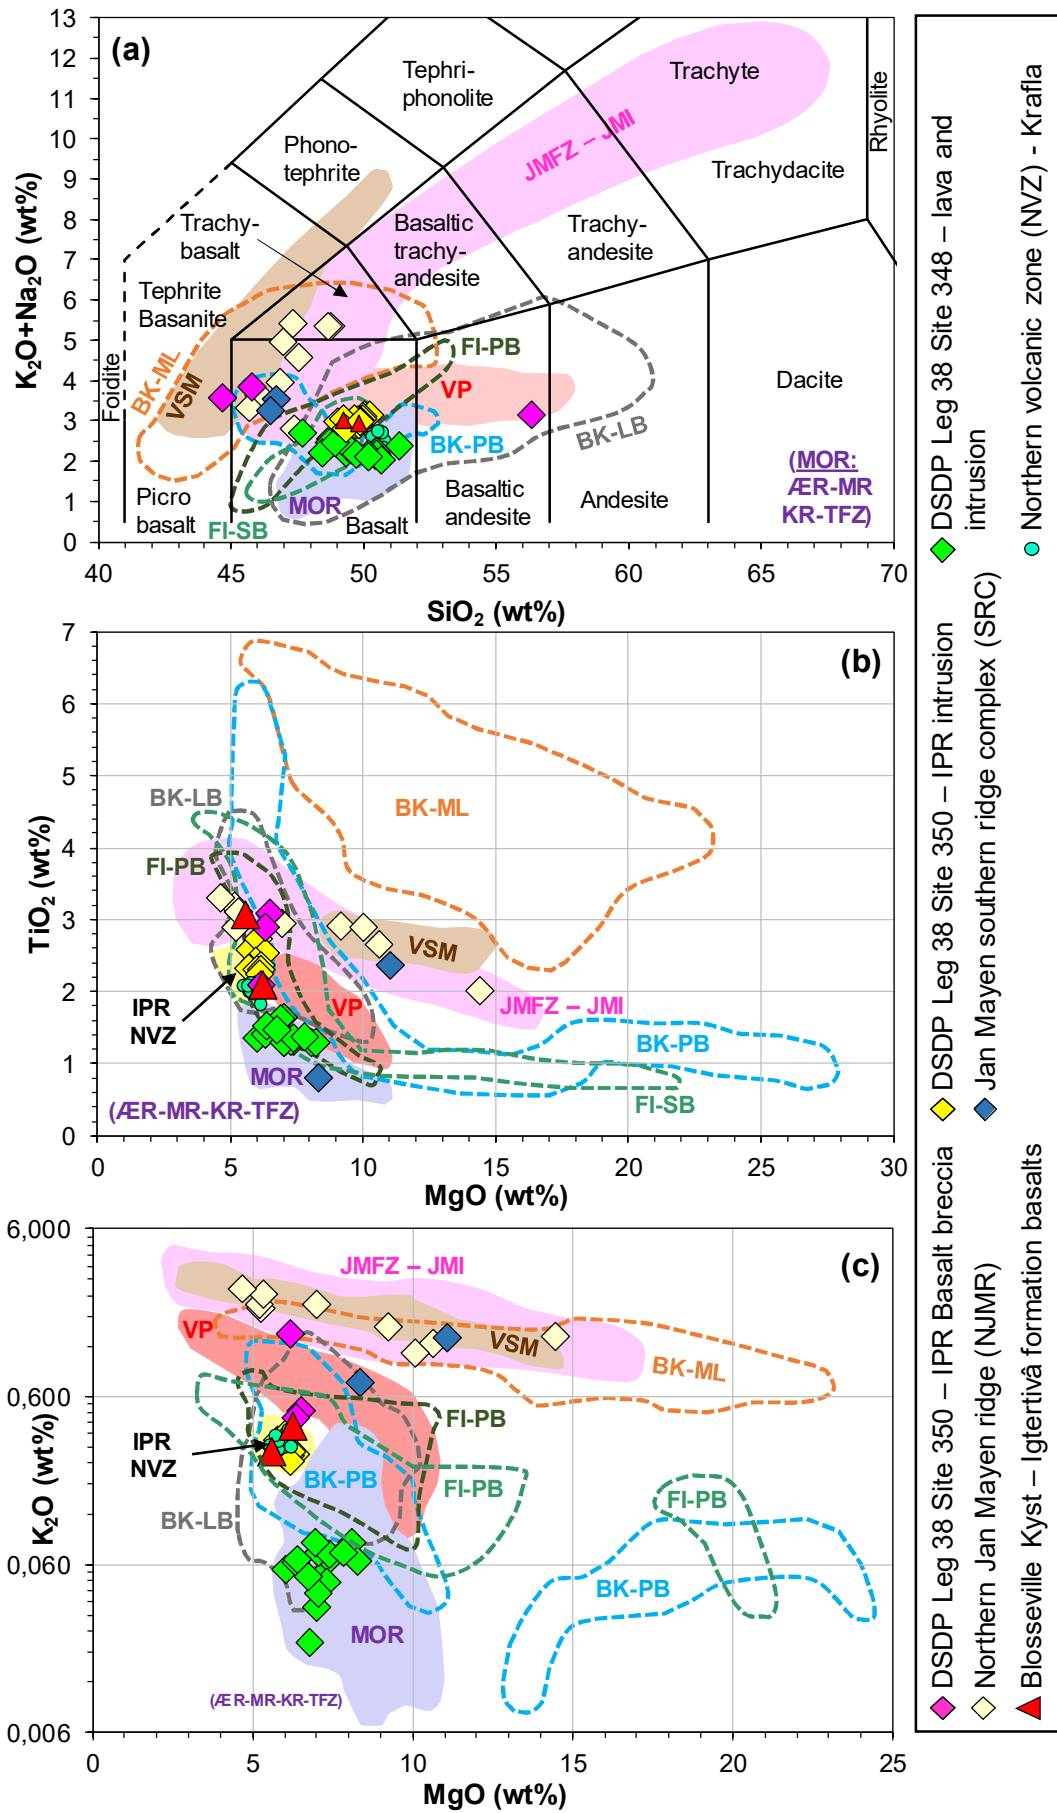 (a)
K₂O+Na₂O (wt%)
13
12
11
10
9
8
7
6
5
4
3
2
1
0
40
45
50
55
60
65
70
SiO₂ (wt%)
Tephri-
phonolite
Trachyte
Rhyolite
Phono-
tephrite
JMFZ – JMI
Trachydacite
Trachy-
basalt
Basaltic
trachy-
andesite
Trachy-
andesite
Tephrite
Basanite
Foidite
BK-ML
VSM
FI-PB
VP
BK-LB
Dacite
BK-PB
MOR
Picro
basalt
FI-SB
Basalt
Basaltic
andesite
Andesite
(MOR:
ÆR-MR
KR-TFZ)
(b)
TiO₂ (wt%)
7
6
5
4
3
2
1
0
0
5
10
15
20
25
30
MgO (wt%)
BK-LB
BK-ML
FI-PB
VSM
IPR
NVZ
VP
JMFZ – JMI
BK-PB
MOR
(ÆR-MR-KR-TFZ)
FI-SB
(c)
K₂O (wt%)
6,000
0,600
0,060
0,006
0
5
10
15
20
25
MgO (wt%)
JMFZ – JMI
VP
VSM
BK-ML
FI-PB
IPR
NVZ
BK-PB
FI-PB
FI-PB
BK-LB
BK-PB
MOR
(ÆR-MR-KR-TFZ)
DSDP Leg 38 Site 350 – IPR Basalt breccia
DSDP Leg 38 Site 350 – IPR intrusion
DSDP Leg 38 Site 348 – lava and
intrusion
Northern Jan Mayen ridge (NJMR)
Jan Mayen southern ridge complex (SRC)
Northern volcanic zone (NVZ) - Krafla
Blosseville Kyst – Igtertivâ formation basalts